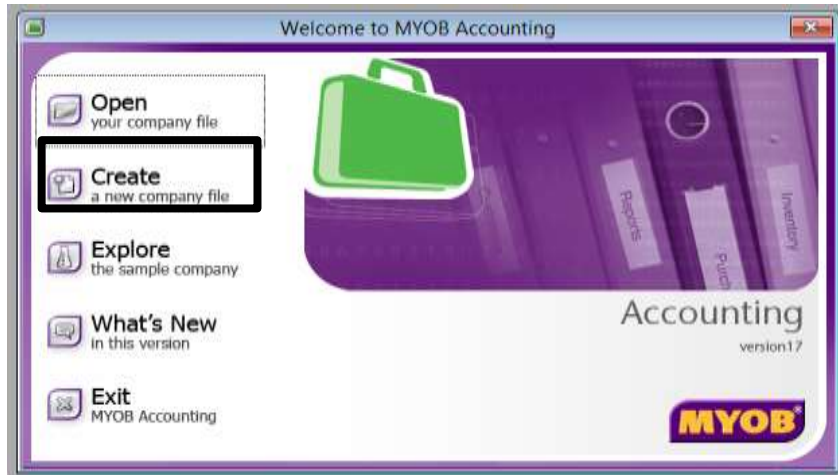 Welcome to MYOB Accounting
Open
your company file
Create
a new company file
Explore
the sample company
What's New
in this version
Exit
MYOB Accounting
Reports
Purch
Inventory
Accounting
version17
MYOB